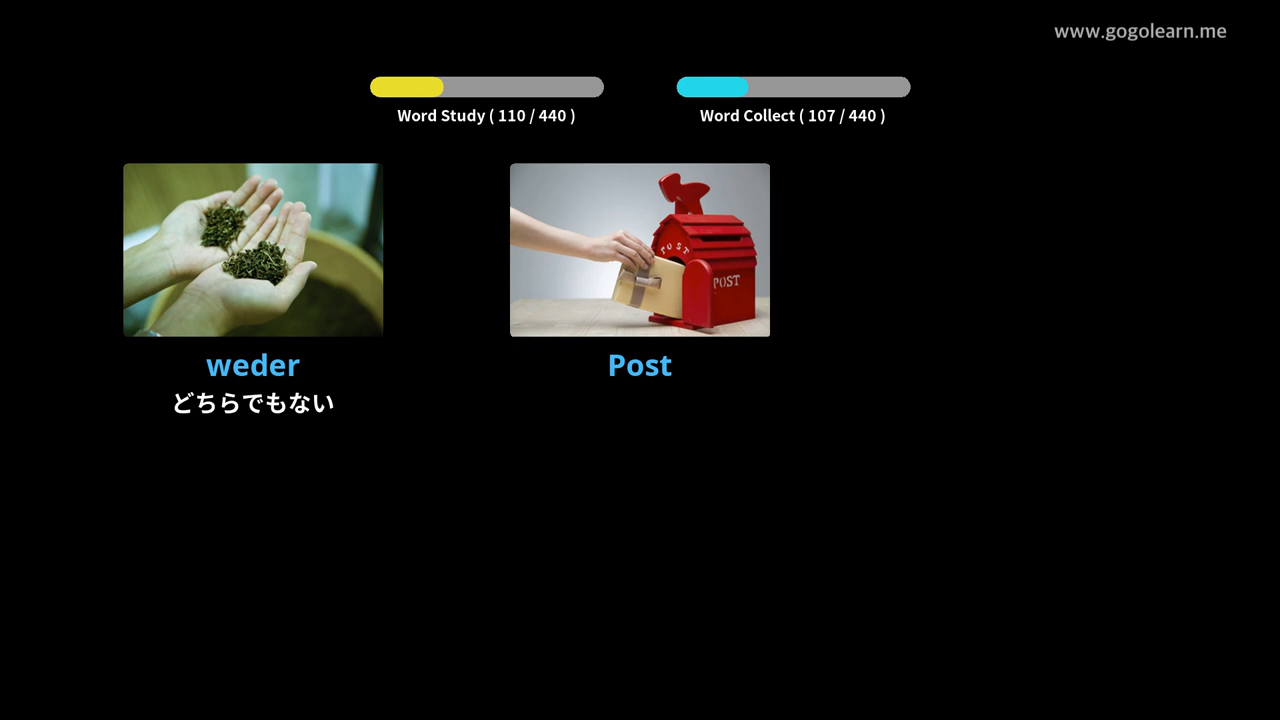 www.gogolearn.me
Word Study ( 110 / 440 )
Word Collect ( 107 / 440 )
POST
POST
weder
どちらでもない
Post